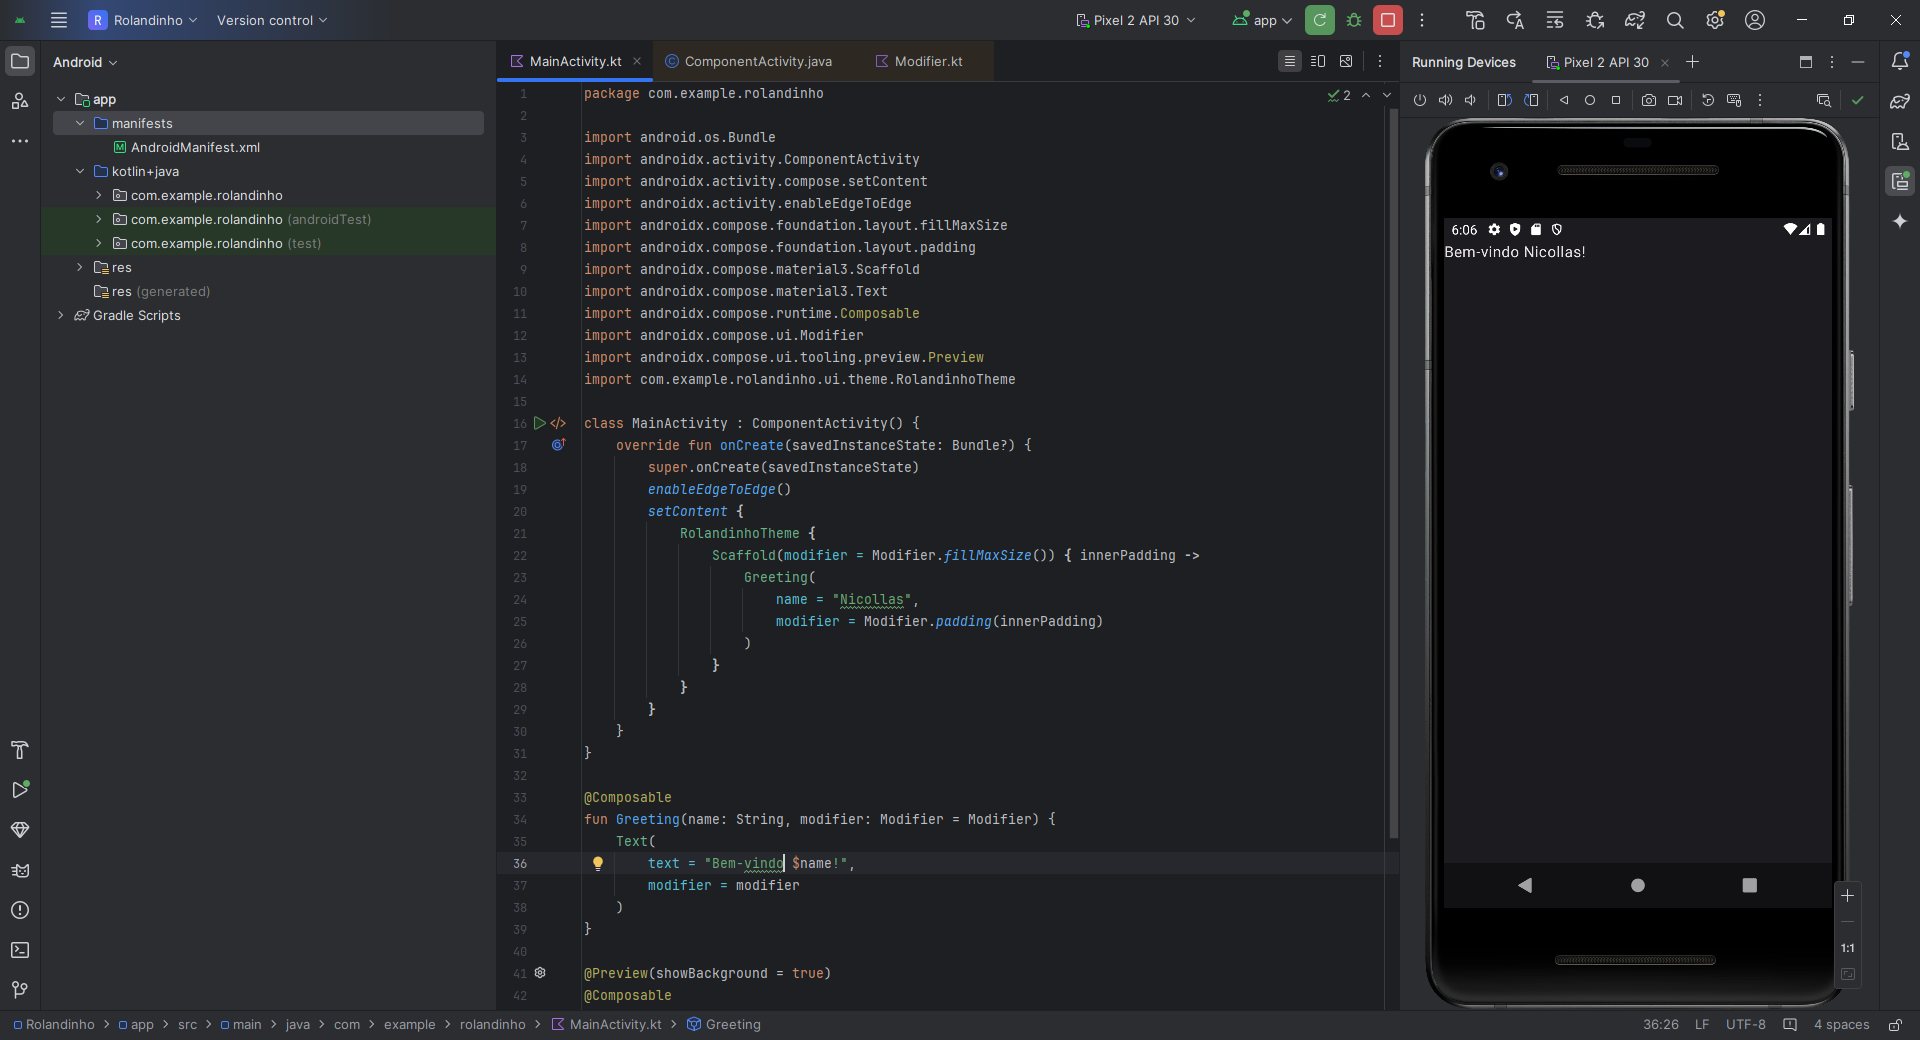 R Rolandinho Version control Pixel 2 API 30 app
Android
app
manifests
AndroidManifest.xml
kotlin+java
com.example.rolandinho
com.example.rolandinho (androidTest)
com.example.rolandinho (test)
res
res (generated)
Gradle Scripts
MainActivity.kt ComponentActivity.java Modifier.kt
2
1 package com.example.rolandinho
2
3 import android.os.Bundle
4 import androidx.activity.ComponentActivity
5 import androidx.activity.compose.setContent
6 import androidx.activity.enableEdgeToEdge
7 import androidx.compose.foundation.layout.fillMaxSize
8 import androidx.compose.foundation.layout.padding
9 import androidx.compose.material3.Scaffold
10 import androidx.compose.material3.Text
11 import androidx.compose.runtime.Composable
12 import androidx.compose.ui.Modifier
13 import androidx.compose.ui.tooling.preview.Preview
14 import com.example.rolandinho.ui.theme.RolandinhoTheme
15
16 class MainActivity : ComponentActivity() {
17 override fun onCreate(savedInstanceState: Bundle?) {
18 super.onCreate(savedInstanceState)
19 enableEdgeToEdge()
20 setContent {
21 RolandinhoTheme {
22 Scaffold(modifier = Modifier.fillMaxSize()) { innerPadding ->
23 Greeting(
24 name = "Nicollas",
25 modifier = Modifier.padding(innerPadding)
26 )
27 }
28 }
29 }
30 }
31 }
32
33 @Composable
34 fun Greeting(name: String, modifier: Modifier = Modifier) {
35 Text(
36 text = "Bem-vindo $name!",
37 modifier = modifier
38 )
39 }
40
41 @Preview(showBackground = true)
42 @Composable
Running Devices Pixel 2 API 30
6:06
Bem-vindo Nicollas!
1:1
Rolandinho > app > src > main > java > com > example > rolandinho > MainActivity.kt > Greeting
36:26 LF UTF-8 4 spaces